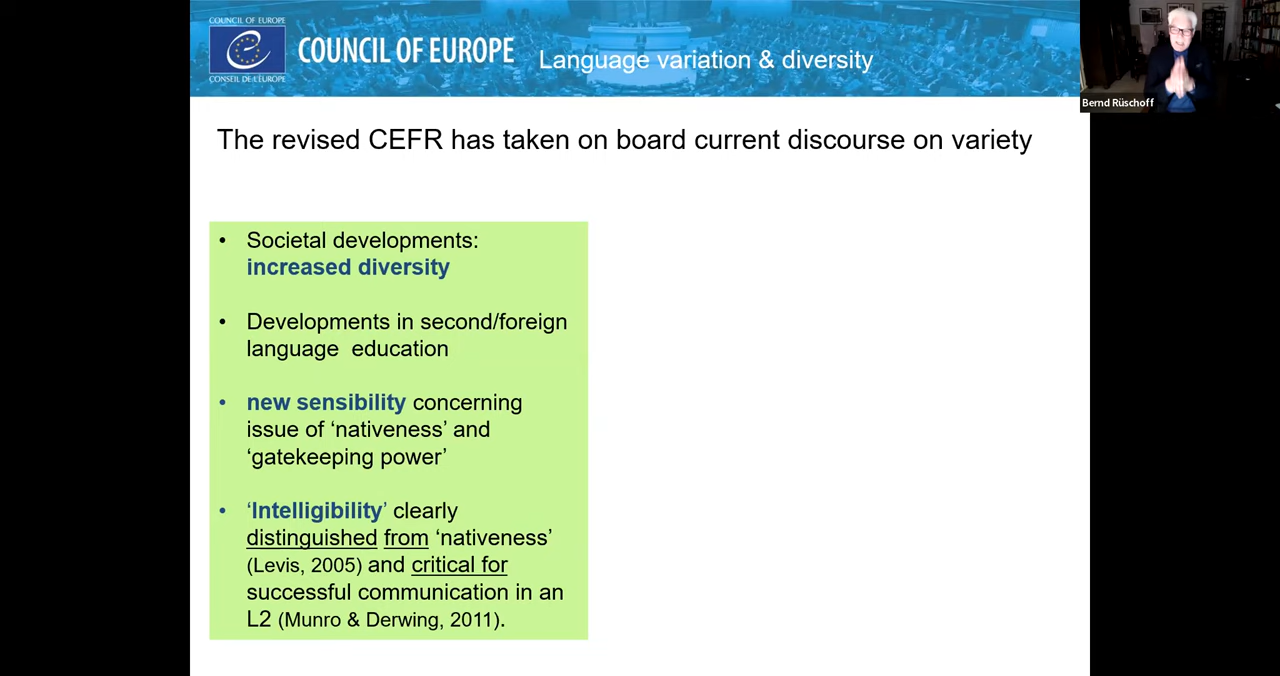 COUNCIL OF EUROPE
COUNCIL OF EUROPE
Language variation & diversity
CONSEIL DE L'EUROPE
Bernd Rüschoff
The revised CEFR has taken on board current discourse on variety
• Societal developments:
increased diversity
• Developments in second/foreign
language education
• new sensibility concerning
issue of ‘nativeness’ and
‘gatekeeping power’
• ‘Intelligibility’ clearly
distinguished from ‘nativeness’
(Levis, 2005) and critical for
successful communication in an
L2 (Munro & Derwing, 2011).